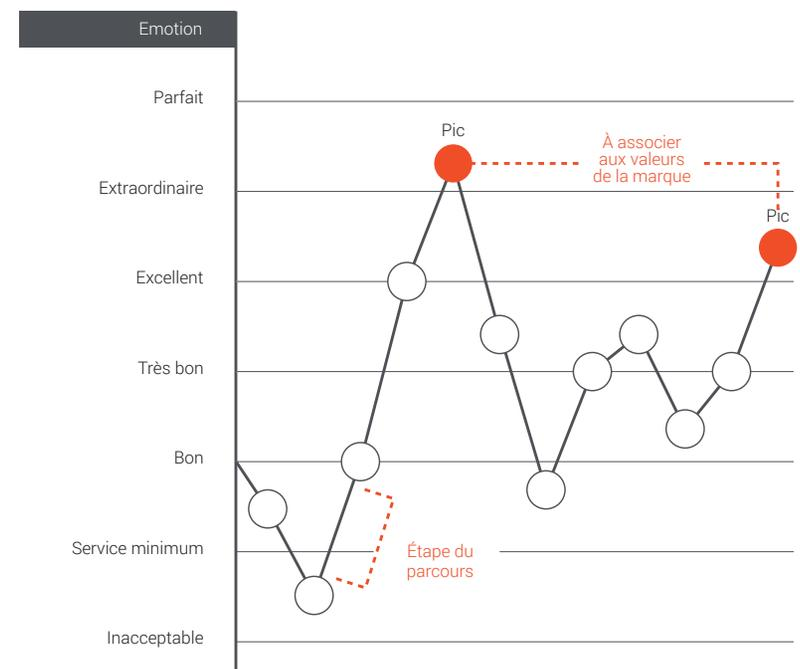 Emotion
Parfait
Pic
À associer
aux valeurs
de la marque
Extraordinaire
Pic
Excellent
Très bon
Bon
Service minimum
Étape du
parcours
Inacceptable